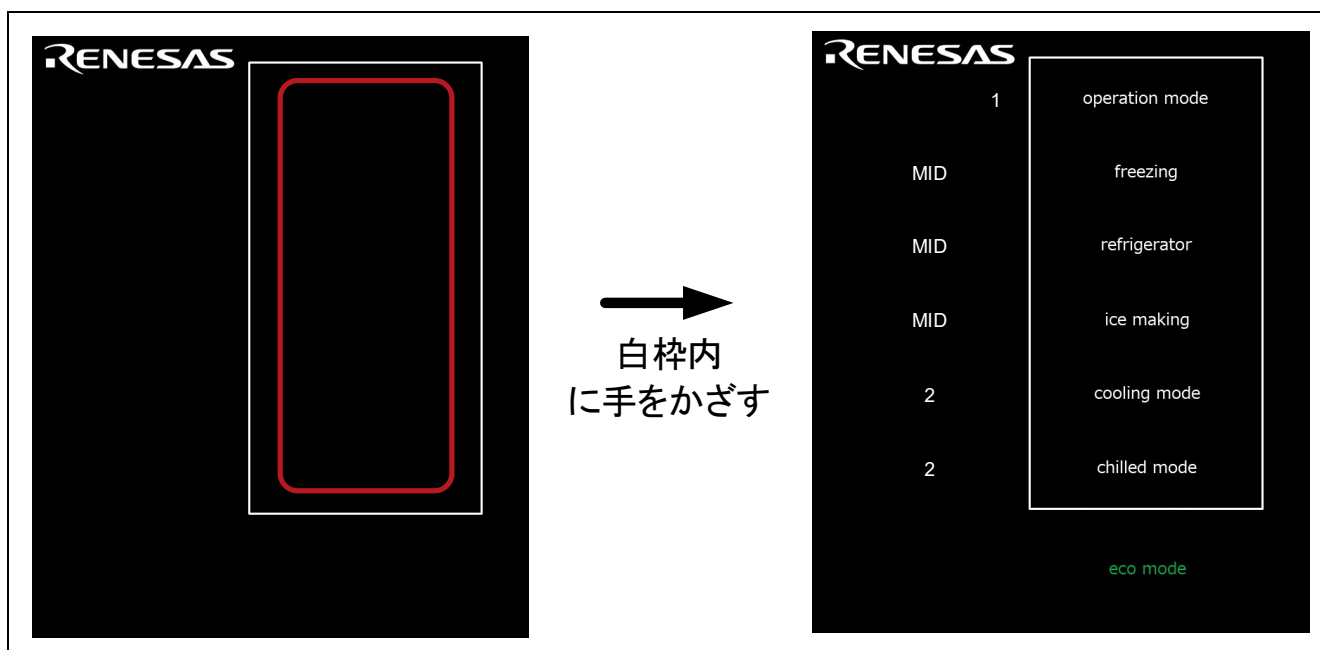 RENESAS
白枠内
に手をかざす
RENESAS
1 operation mode
MID freezing
MID refrigerator
MID ice making
2 cooling mode
2 chilled mode
eco mode